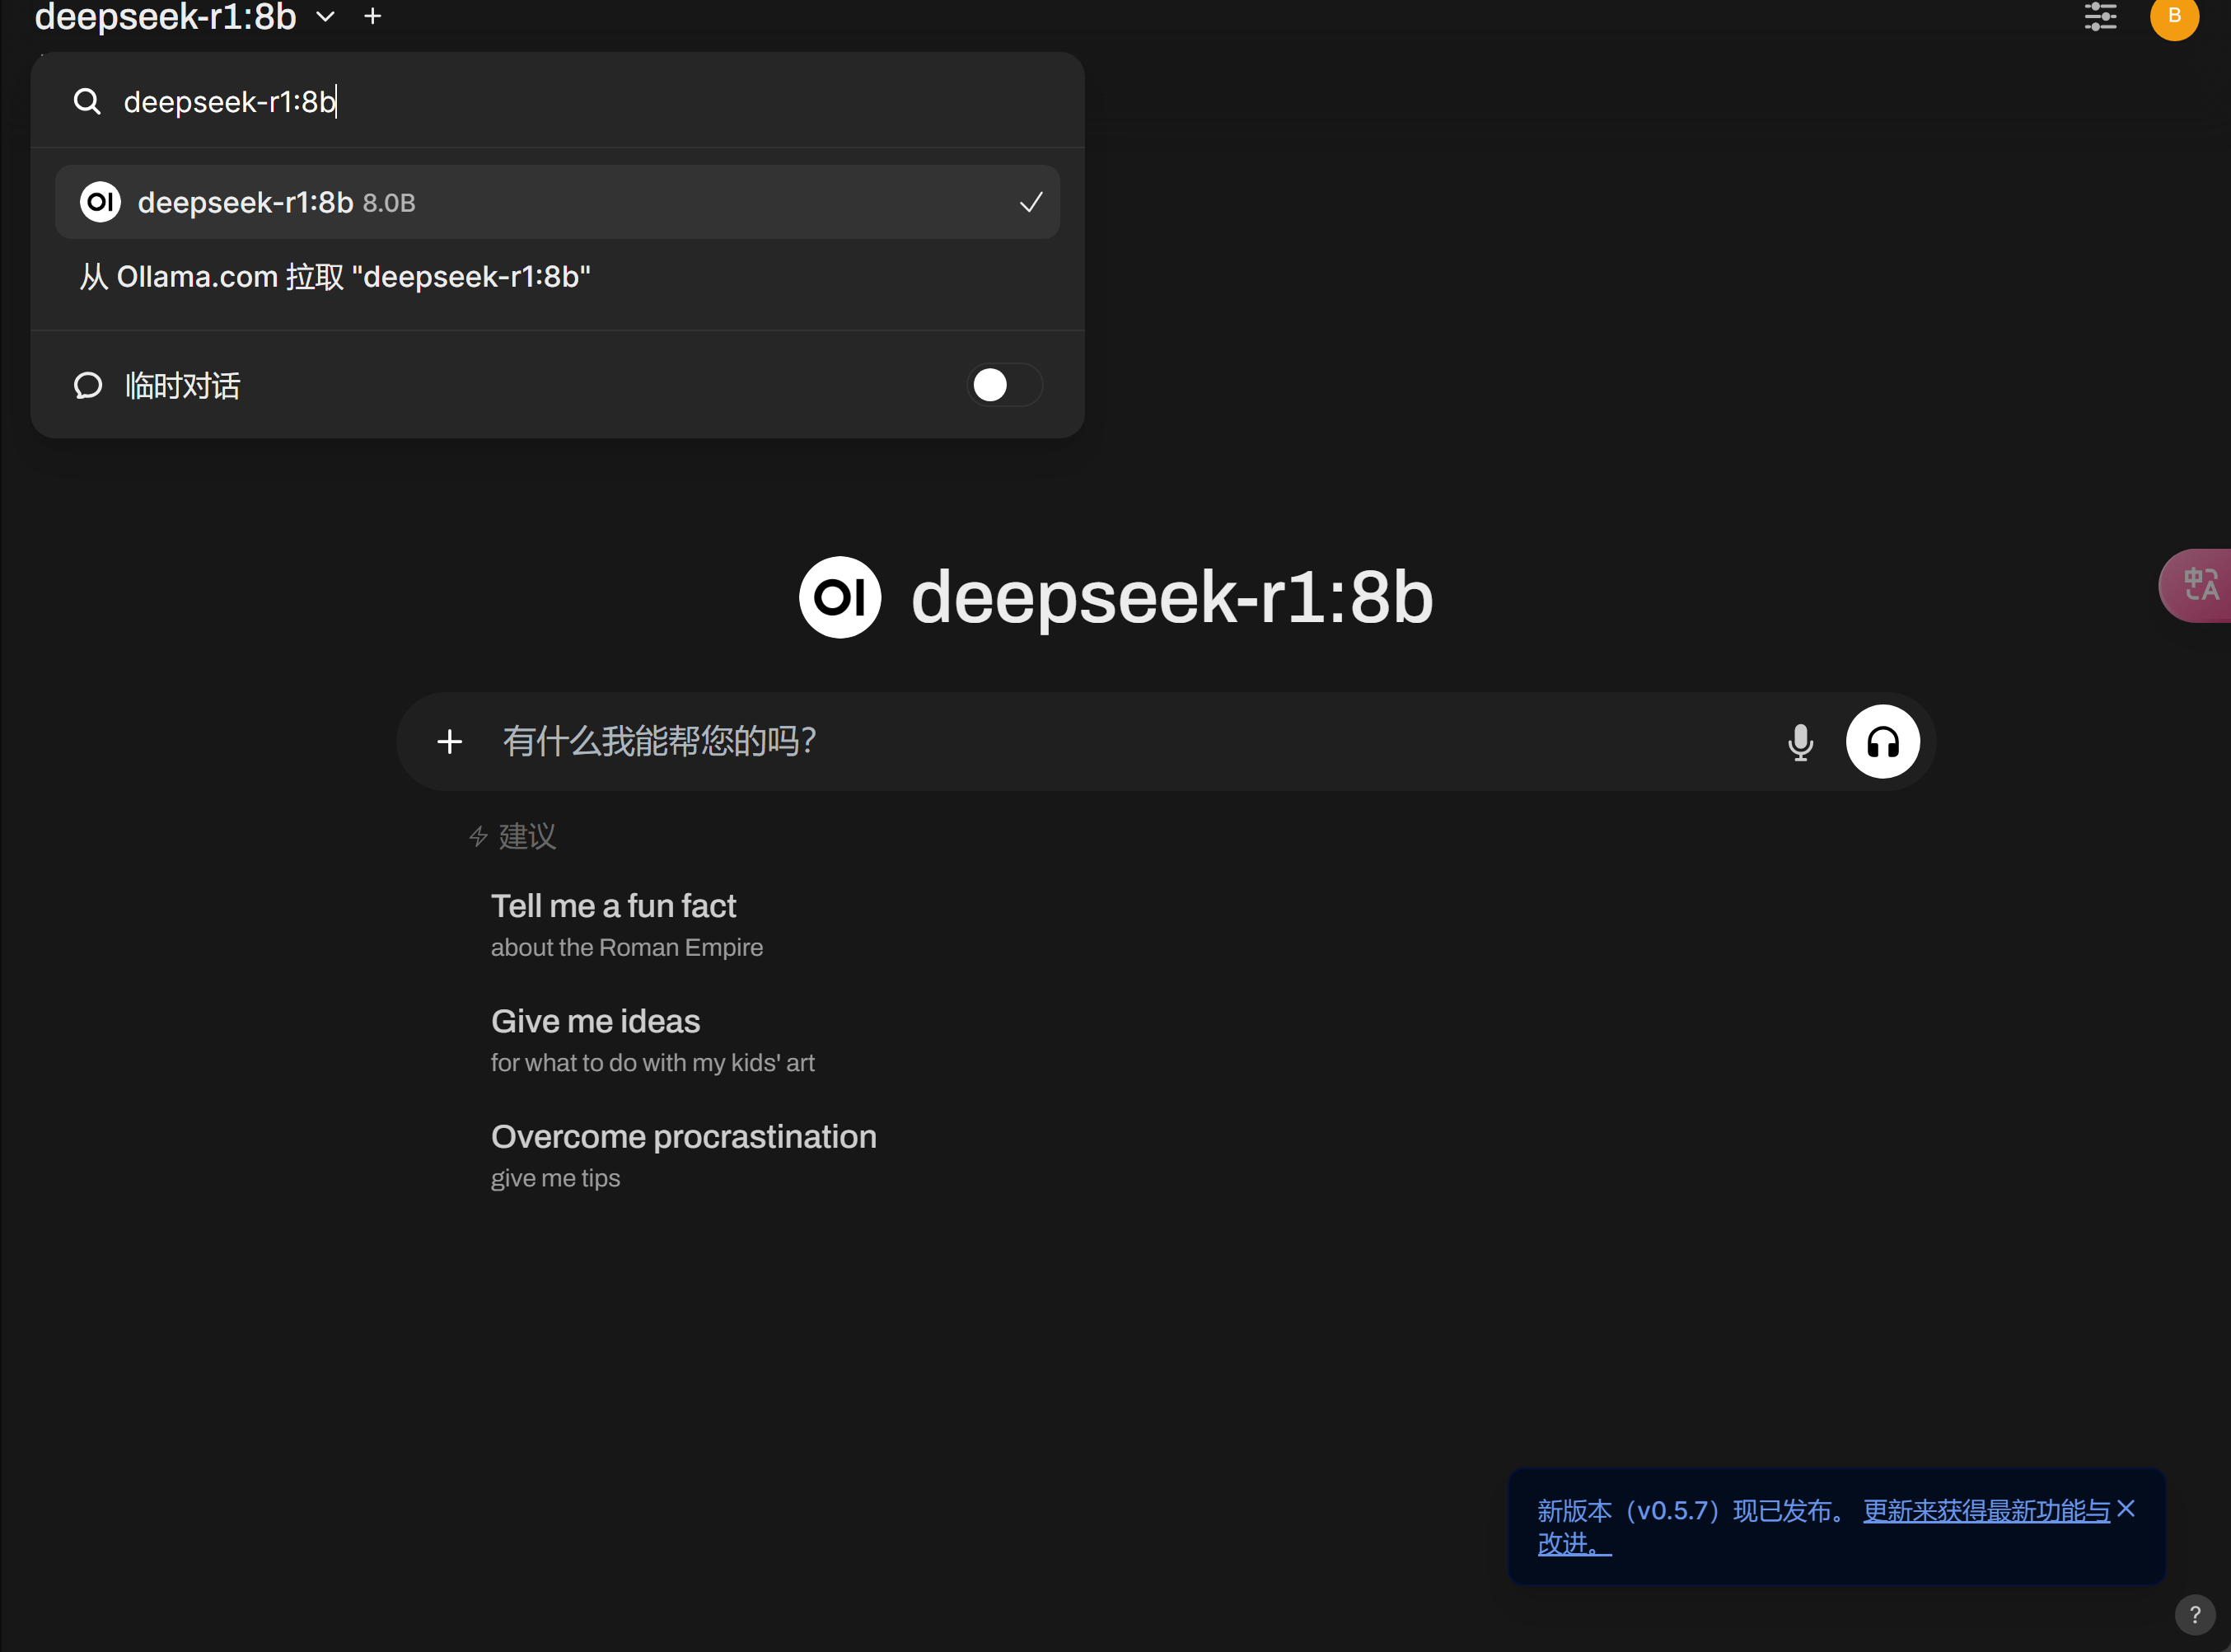 deepseek-r1:8b
B
deepseek-r1:8b
OI deepseek-r1:8b 8.0B
从 Ollama.com 拉取 "deepseek-r1:8b"
临时对话
OI deepseek-r1:8b
中A
有什么我能帮您的吗?
建议
Tell me a fun fact
about the Roman Empire
Give me ideas
for what to do with my kids' art
Overcome procrastination
give me tips
新版本（v0.5.7）现已发布。 更新来获得最新功能与
改进。
?